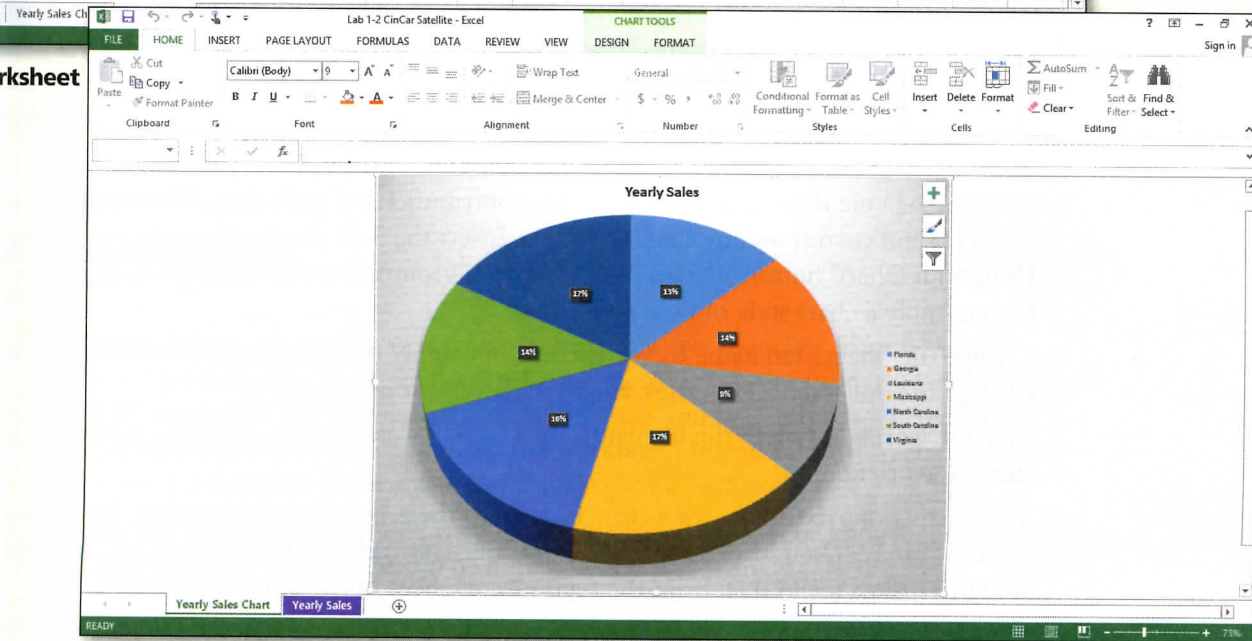 Yearly Sales Ch
rksheet
Lab 1-2 CinCar Satellite - Excel
CHART TOOLS
?
FILE HOME INSERT PAGE LAYOUT FORMULAS DATA REVIEW VIEW DESIGN FORMAT
Sign in
Cut
Copy
Format Painter
Paste
Clipboard
Calibri (Body) 9 A A
B I U A
Font
Wrap Text
Merge & Center
Alignment
General
$ % ,
Number
Conditional Formatting
Format as Table
Cell Styles
Styles
Insert Delete Format
Cells
AutoSum
Fill
Clear
Sort & Filter
Find & Select
Editing
fx
Yearly Sales
17%
13%
14%
14%
9%
16%
17%
Florida
Georgia
Louisiana
Mississippi
North Carolina
South Carolina
Virginia
Yearly Sales Chart Yearly Sales
READY
73%